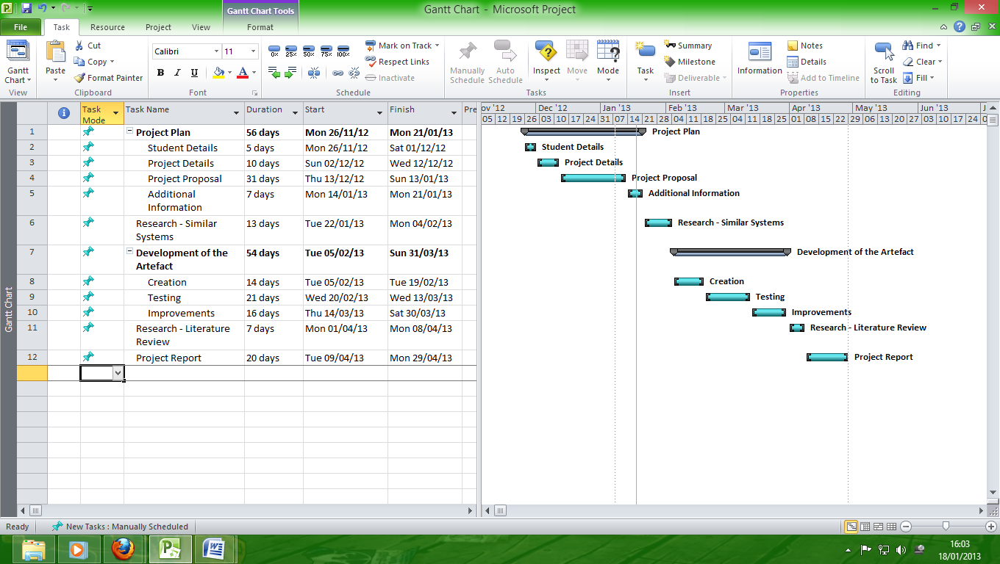 Gantt Chart Tools
Gantt Chart - Microsoft Project
File Task Resource Project View Format
Gantt Chart
View
Paste
Cut
Copy
Format Painter
Clipboard
Calibri 11
B I U A
Font
0% 25% 50% 75% 100%
Mark on Track
Respect Links
Inactivate
Schedule
Manually Schedule
Auto Schedule
Inspect
Move
Mode
Tasks
Task
Summary
Milestone
Deliverable
Insert
Information
Notes
Details
Add to Timeline
Properties
Scroll to Task
Find
Clear
Fill
Editing
Task Mode Task Name Duration Start Finish Pre
ov '12 Dec '12 Jan '13 Feb '13 Mar '13 Apr '13 May '13 Jun '13 J
05 12 19 26 03 10 17 24 31 07 14 21 28 04 11 18 25 04 11 18 25 01 08 15 22 29 06 13 20 27 03 10 17 24 0
1 Project Plan 56 days Mon 26/11/12 Mon 21/01/13 Project Plan
2 Student Details 5 days Mon 26/11/12 Sat 01/12/12 Student Details
3 Project Details 10 days Sun 02/12/12 Wed 12/12/12 Project Details
4 Project Proposal 31 days Thu 13/12/12 Sun 13/01/13 Project Proposal
5 Additional 7 days Mon 14/01/13 Mon 21/01/13 Additional Information
Information
6 Research - Similar 13 days Tue 22/01/13 Mon 04/02/13 Research - Similar Systems
Systems
7 Development of the 54 days Tue 05/02/13 Sun 31/03/13 Development of the Artefact
Artefact
8 Creation 14 days Tue 05/02/13 Tue 19/02/13 Creation
9 Testing 21 days Wed 20/02/13 Wed 13/03/13 Testing
10 Improvements 16 days Thu 14/03/13 Sat 30/03/13 Improvements
11 Research - Literature 7 days Mon 01/04/13 Mon 08/04/13 Research - Literature Review
Review
12 Project Report 20 days Tue 09/04/13 Mon 29/04/13 Project Report
Gantt Chart
Ready New Tasks : Manually Scheduled
16:03
18/01/2013